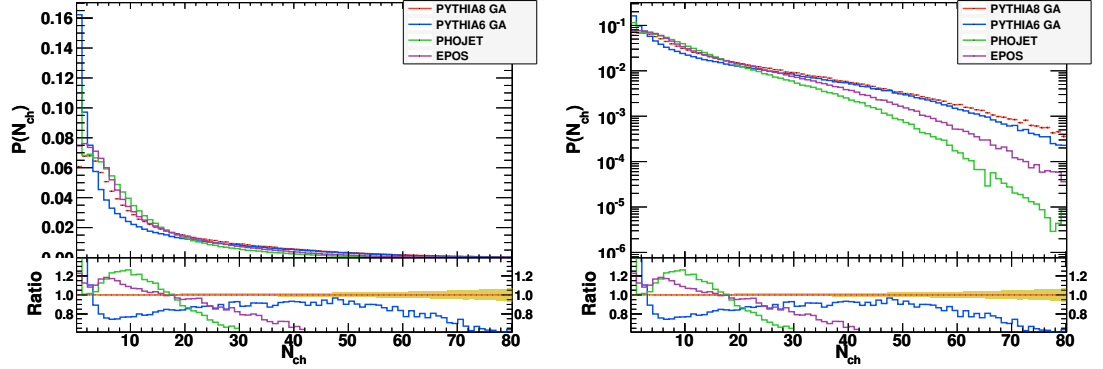 PYTHIA8 GA
PYTHIA6 GA
PHOJET
EPOS
P(N_ch)
0.16
0.14
0.12
0.10
0.08
0.06
0.04
0.02
0.00
Ratio
1.2
1.0
0.8
1.2
1.0
0.8
10 20 30 40 50 60 70 80
N_ch
PYTHIA8 GA
PYTHIA6 GA
PHOJET
EPOS
P(N_ch)
10^-1
10^-2
10^-3
10^-4
10^-5
10^-6
Ratio
1.2
1.0
0.8
1.2
1.0
0.8
10 20 30 40 50 60 70 80
N_ch